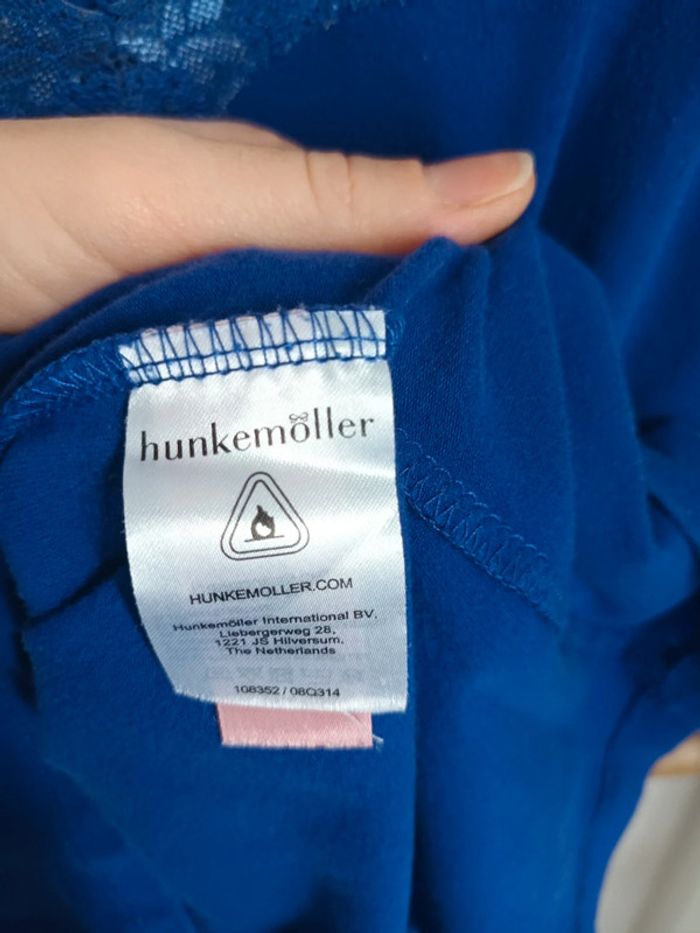 hunkemöller
HUNKEMOLLER.COM
Hunkemöller International BV.
Liebergerweg 28,
1221 JS Hilversum,
The Netherlands
108352 / 08Q314